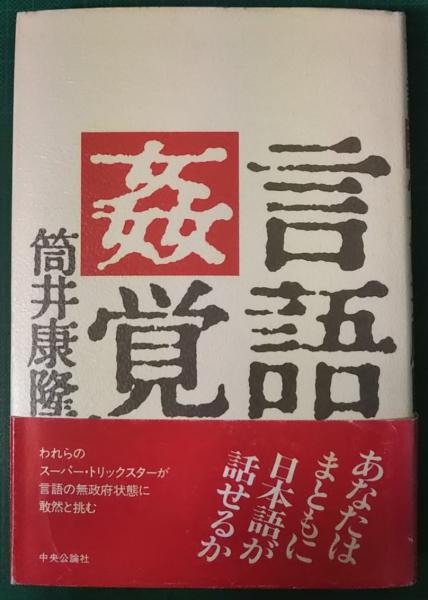 言語
姦覚
筒井康隆
あなたは
まともに
日本語が
話せるか
われらの
スーパー・トリックスターが
言語の無政府状態に
敢然と挑む
中央公論社